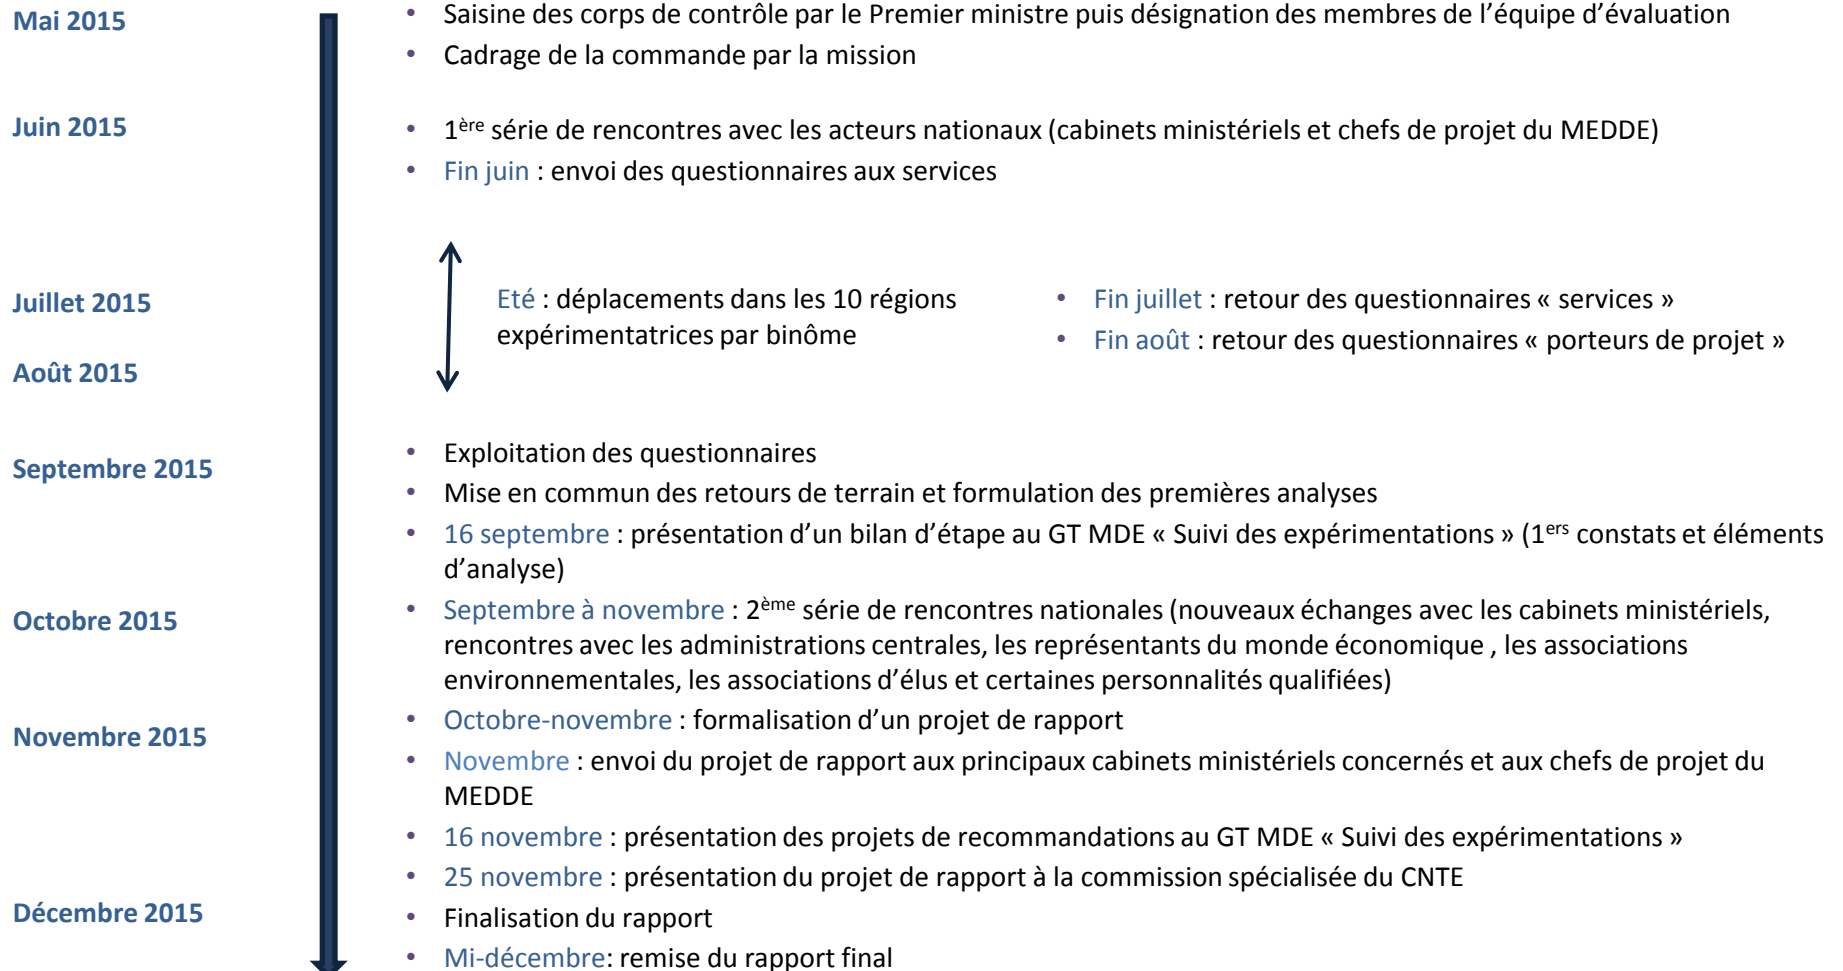 Mai 2015
• Saisine des corps de contrôle par le Premier ministre puis désignation des membres de l’équipe d’évaluation
• Cadrage de la commande par la mission
Juin 2015
• 1ère série de rencontres avec les acteurs nationaux (cabinets ministériels et chefs de projet du MEDDE)
• Fin juin : envoi des questionnaires aux services
Juillet 2015
Août 2015
Eté : déplacements dans les 10 régions
expérimentatrices par binôme
• Fin juillet : retour des questionnaires « services »
• Fin août : retour des questionnaires « porteurs de projet »
Septembre 2015
• Exploitation des questionnaires
• Mise en commun des retours de terrain et formulation des premières analyses
• 16 septembre : présentation d’un bilan d’étape au GT MDE « Suivi des expérimentations » (1ers constats et éléments
d’analyse)
Octobre 2015
• Septembre à novembre : 2ème série de rencontres nationales (nouveaux échanges avec les cabinets ministériels,
rencontres avec les administrations centrales, les représentants du monde économique , les associations
environnementales, les associations d’élus et certaines personnalités qualifiées)
• Octobre-novembre : formalisation d’un projet de rapport
Novembre 2015
• Novembre : envoi du projet de rapport aux principaux cabinets ministériels concernés et aux chefs de projet du
MEDDE
• 16 novembre : présentation des projets de recommandations au GT MDE « Suivi des expérimentations »
• 25 novembre : présentation du projet de rapport à la commission spécialisée du CNTE
Décembre 2015
• Finalisation du rapport
• Mi-décembre: remise du rapport final